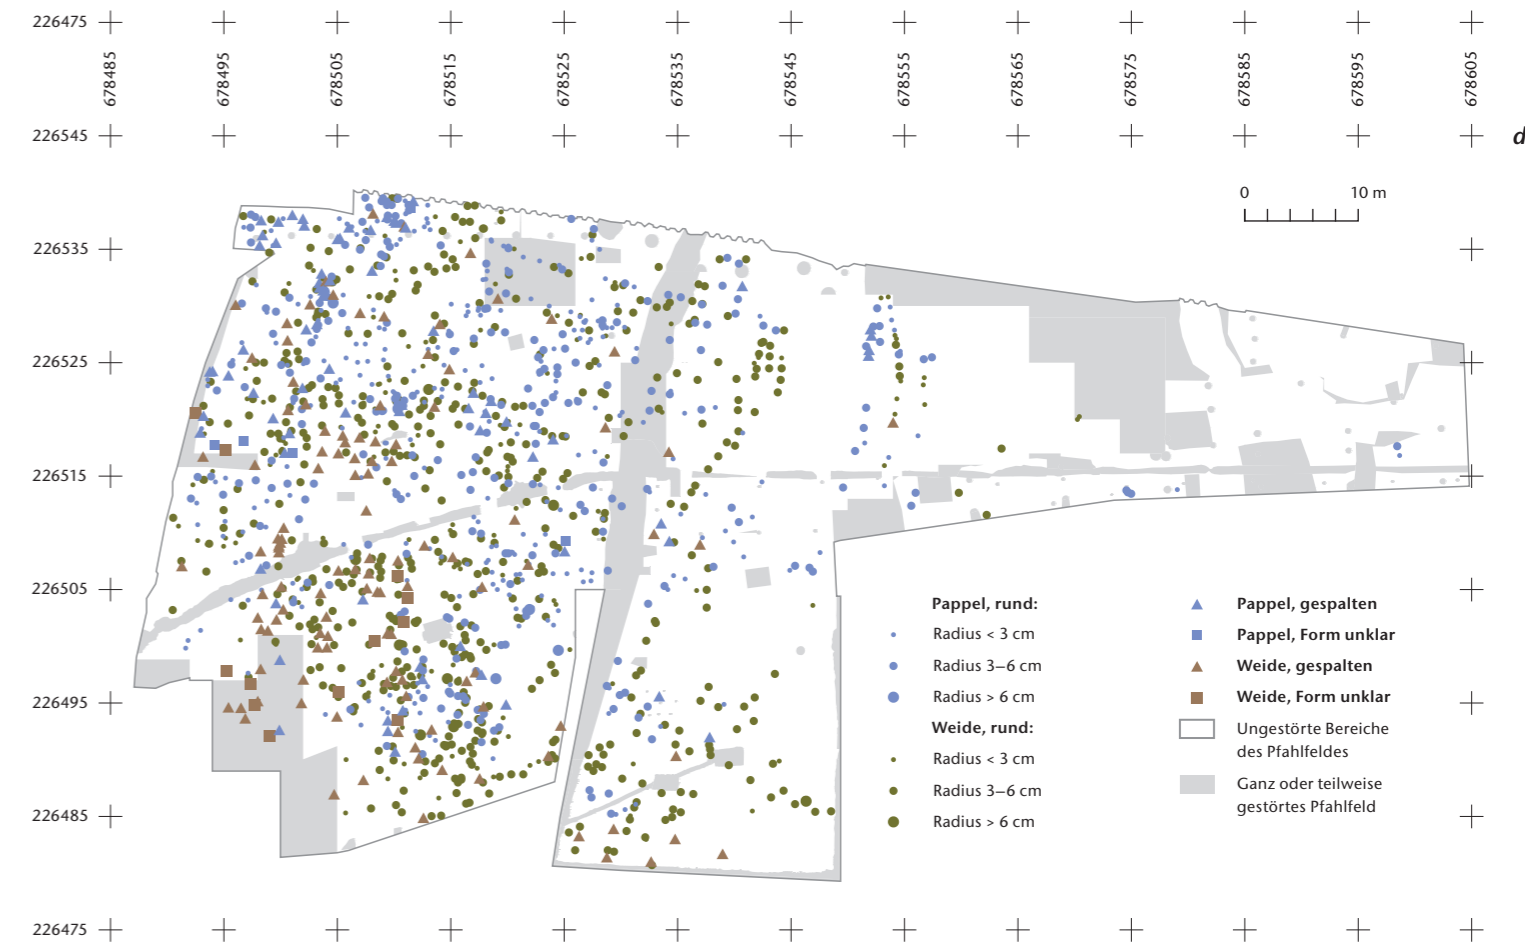 226475
678485
678495
678505
678515
678525
678535
678545
678555
678565
678575
678585
678595
678605
226545
d
0 10 m
226535
226525
226515
226505
226495
226485
226475
Pappel, rund:
Radius < 3 cm
Radius 3–6 cm
Radius > 6 cm
Weide, rund:
Radius < 3 cm
Radius 3–6 cm
Radius > 6 cm
Pappel, gespalten
Pappel, Form unklar
Weide, gespalten
Weide, Form unklar
Ungestörte Bereiche
des Pfahlfeldes
Ganz oder teilweise
gestörtes Pfahlfeld